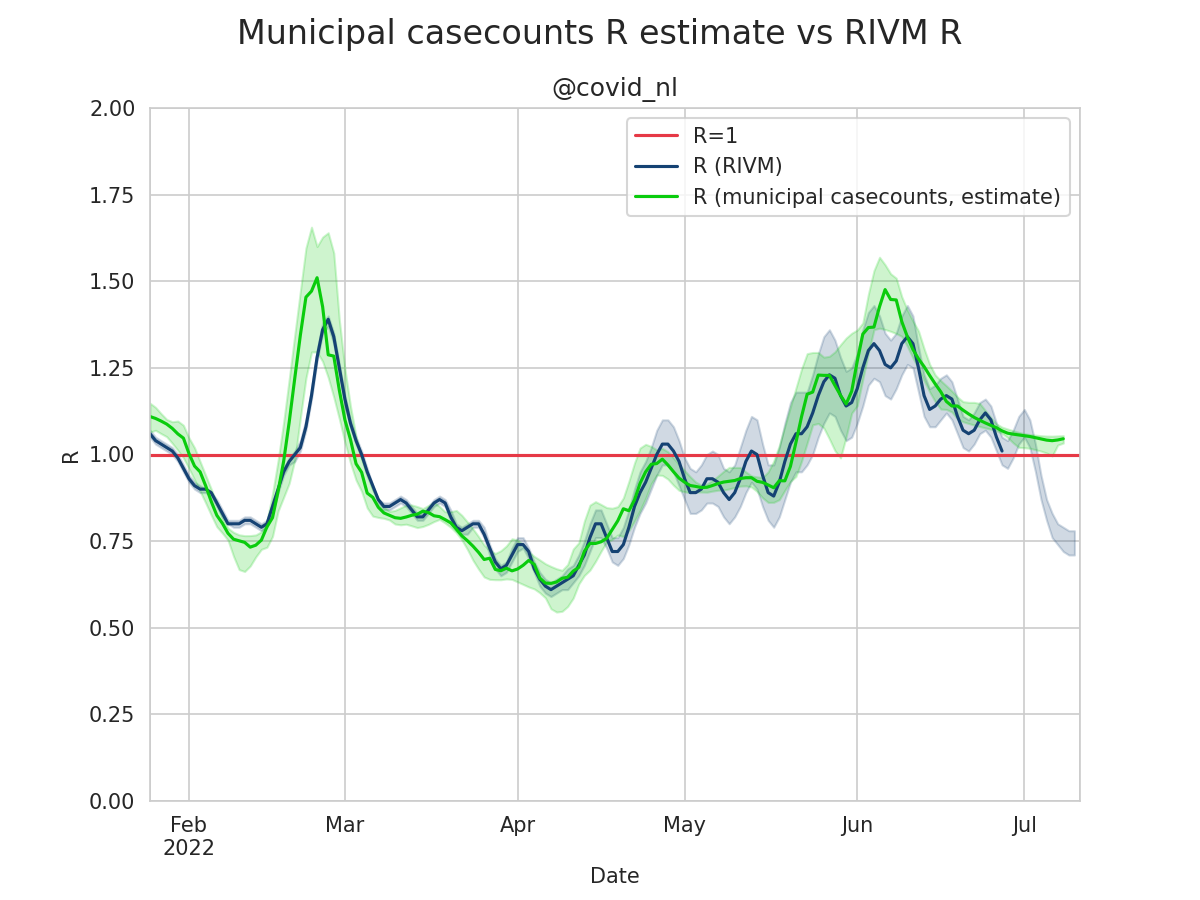 Municipal casecounts R estimate vs RIVM R
@covid_nl
R=1
R (RIVM)
R (municipal casecounts, estimate)
2.00
1.75
1.50
1.25
1.00
0.75
0.50
0.25
0.00
R
Feb Mar Apr May Jun Jul
2022
Date